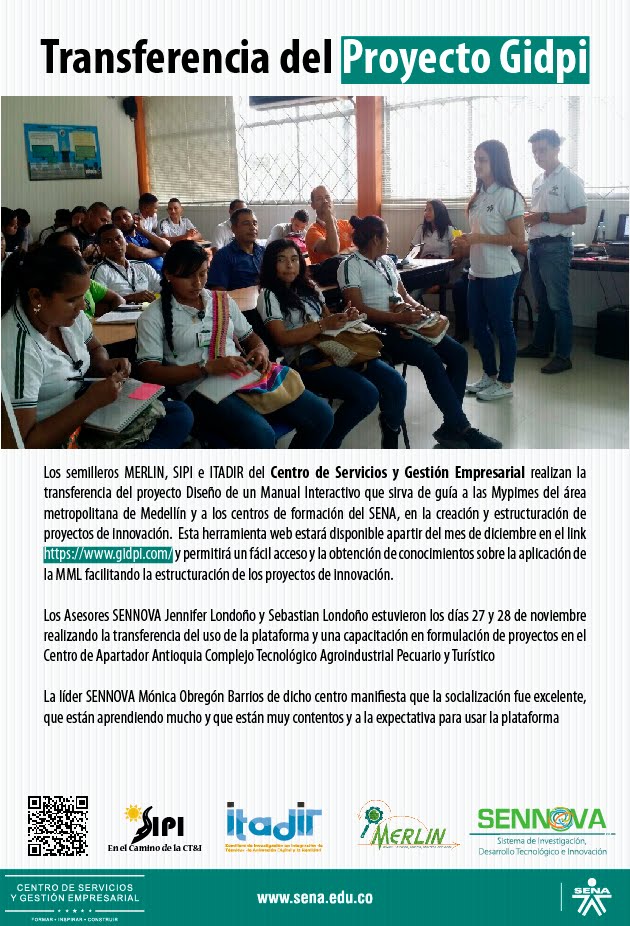 Transferencia del Proyecto Gidpi
Los semilleros MERLIN, SIPI e ITADIR del Centro de Servicios y Gestión Empresarial realizan la
transferencia del proyecto Diseño de un Manual Interactivo que sirva de guía a las Mypimes del área
metropolitana de Medellín y a los centros de formación del SENA, en la creación y estructuración de
proyectos de innovación. Esta herramienta web estará disponible apartir del mes de diciembre en el link
https://www.gidpi.com/ y permitirá un fácil acceso y la obtención de conocimientos sobre la aplicación de
la MML facilitando la estructuración de los proyectos de innovación.
Los Asesores SENNOVA Jennifer Londoño y Sebastian Londoño estuvieron los días 27 y 28 de noviembre
realizando la transferencia del uso de la plataforma y una capacitación en formulación de proyectos en el
Centro de Apartador Antioquia Complejo Tecnológico Agroindustrial Pecuario y Turístico
La líder SENNOVA Mónica Obregón Barrios de dicho centro manifiesta que la socialización fue excelente,
que están aprendiendo mucho y que están muy contentos y a la expectativa para usar la plataforma
SIPI
En el Camino de la CT&I
itadir
MERLIN
SENNOVA
Sistema de Investigación,
Desarrollo Tecnológico e Innovación
CENTRO DE SERVICIOS
Y GESTIÓN EMPRESARIAL
FORMAR • INSPIRAR • CONSTRUIR
www.sena.edu.co
SENA